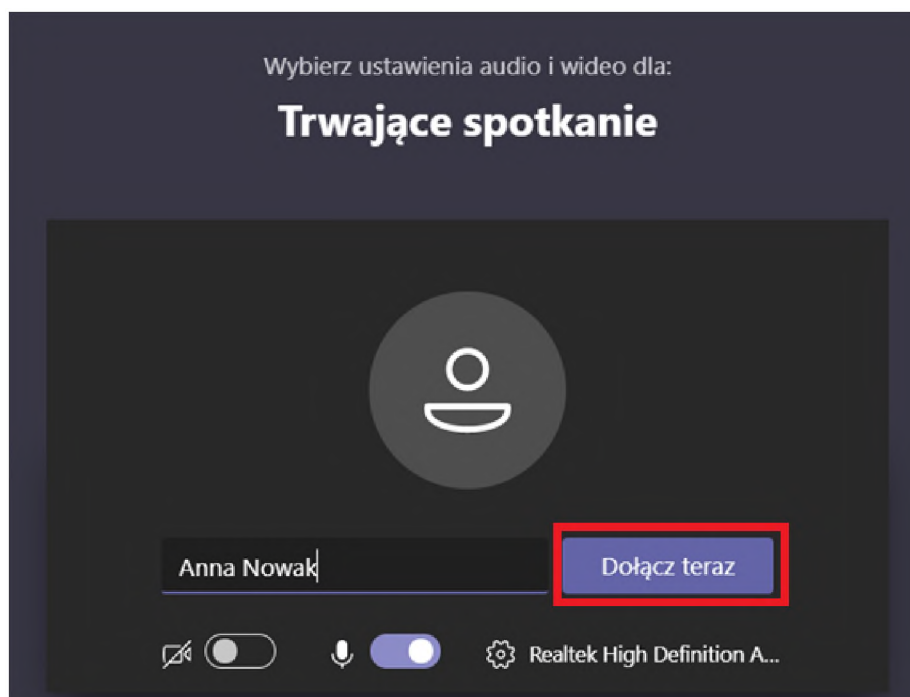 Wybierz ustawienia audio i wideo dla:
Trwające spotkanie
Anna Nowak
Dołącz teraz
Realtek High Definition A...